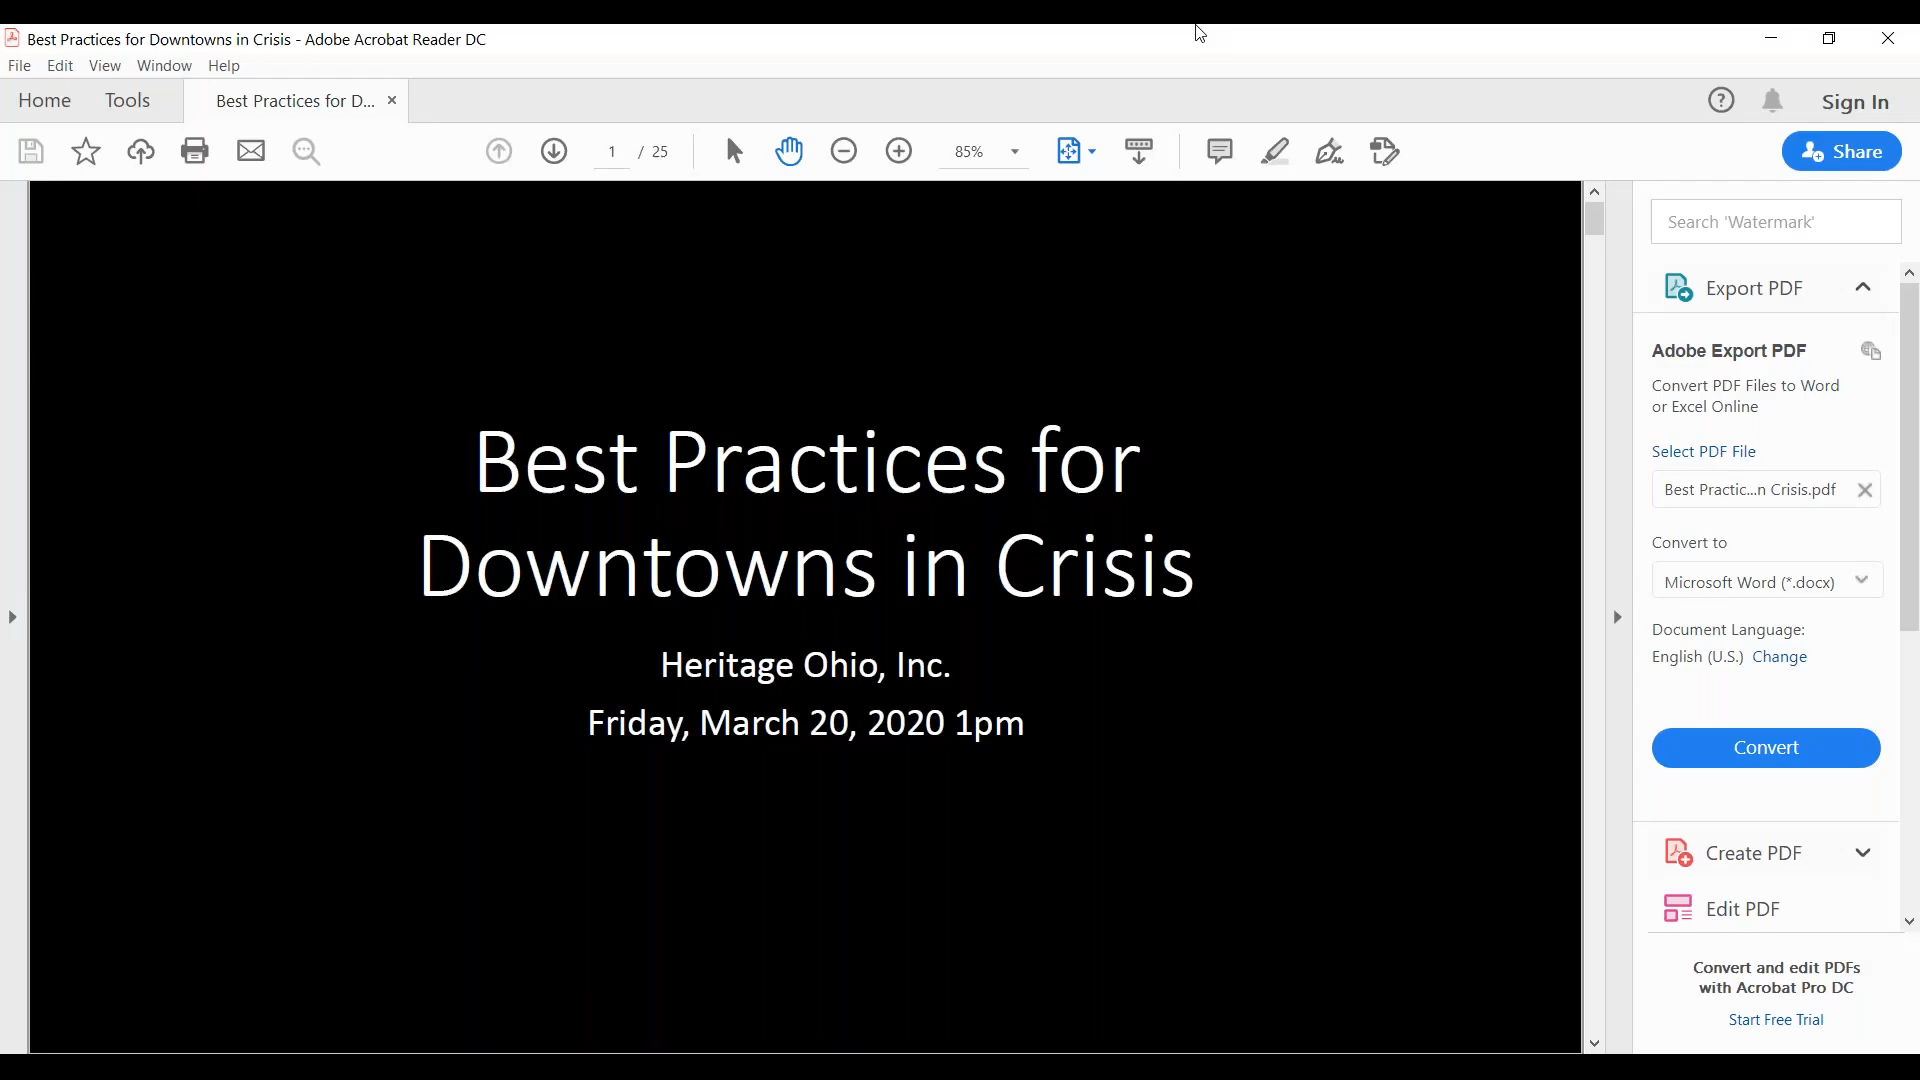 Best Practices for Downtowns in Crisis - Adobe Acrobat Reader DC
File Edit View Window Help
Home Tools Best Practices for D... Sign In
1 / 25 85% Share
Search 'Watermark'
Export PDF
Adobe Export PDF
Convert PDF Files to Word
or Excel Online
Select PDF File
Best Practic...n Crisis.pdf
Convert to
Microsoft Word (*.docx)
Document Language:
English (U.S.) Change
Convert
Create PDF
Edit PDF
Convert and edit PDFs
with Acrobat Pro DC
Start Free Trial
Best Practices for
Downtowns in Crisis
Heritage Ohio, Inc.
Friday, March 20, 2020 1pm